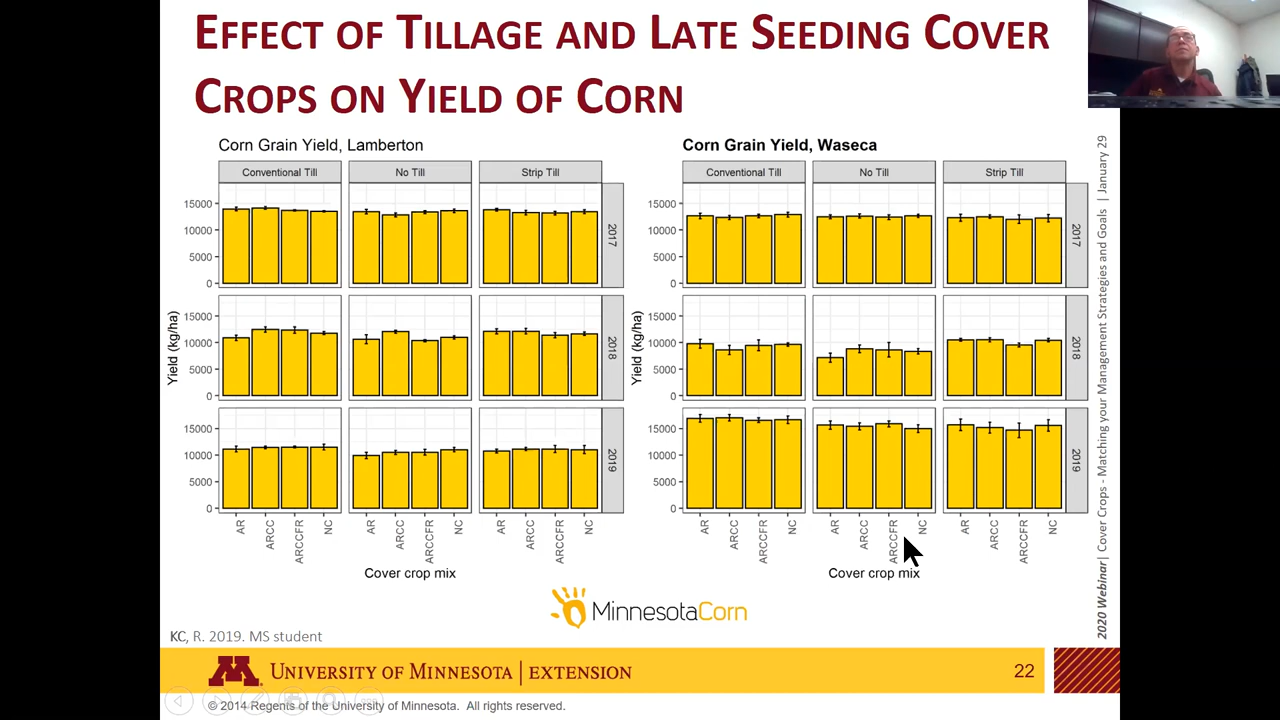 EFFECT OF TILLAGE AND LATE SEEDING COVER
CROPS ON YIELD OF CORN
Corn Grain Yield, Lamberton
Conventional Till
No Till
Strip Till
15000
10000
5000
0
2017
15000
10000
5000
0
2018
15000
10000
5000
0
2019
Yield (kg/ha)
AR
ARCC
ARCCFR
NC
AR
ARCC
ARCCFR
NC
AR
ARCC
ARCCFR
NC
Cover crop mix
Corn Grain Yield, Waseca
Conventional Till
No Till
Strip Till
15000
10000
5000
0
2017
15000
10000
5000
0
2018
15000
10000
5000
0
2019
Yield (kg/ha)
AR
ARCC
ARCCFR
NC
AR
ARCC
ARCCFR
NC
AR
ARCC
ARCCFR
NC
Cover crop mix
2020 Webinar| Cover Crops - Matching your Management Strategies and Goals | January 29
MinnesotaCorn
KC, R. 2019. MS student
M UNIVERSITY OF MINNESOTA | EXTENSION
22
© 2014 Regents of the University of Minnesota. All rights reserved.